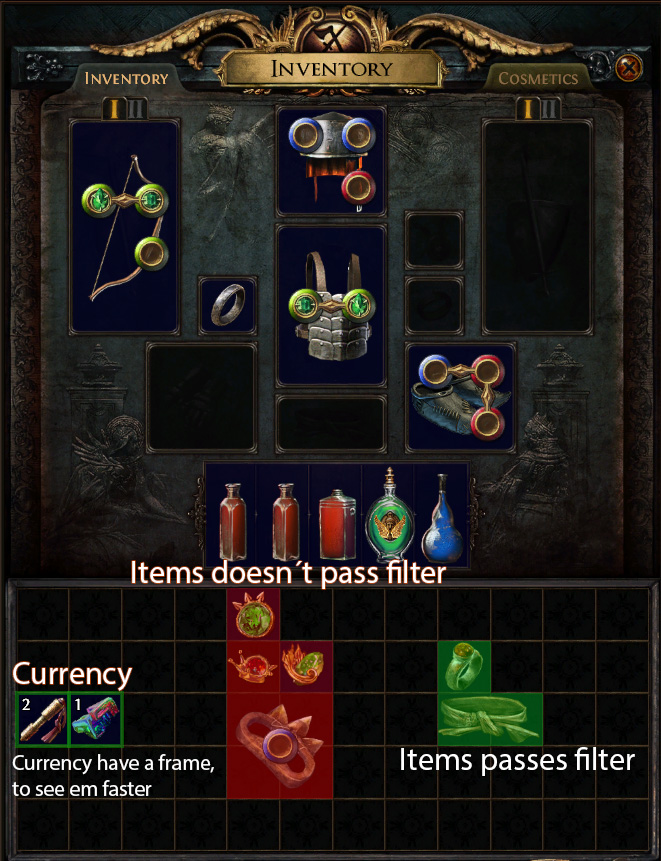 INVENTORY
INVENTORY
COSMETICS
I II
I II
Items doesn´t pass filter
Currency
2 1
Currency have a frame,
to see em faster
Items passes filter